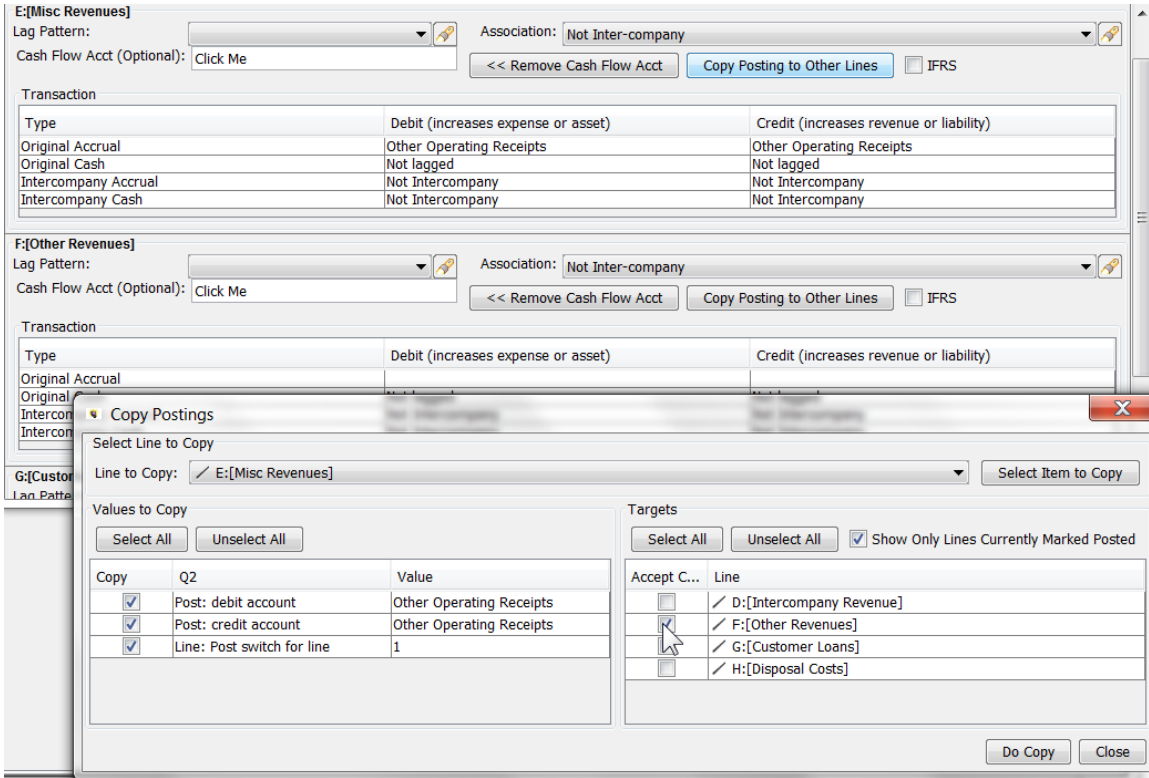 E:[Misc Revenues]
Lag Pattern: Association: Not Inter-company
Cash Flow Acct (Optional): Click Me << Remove Cash Flow Acct Copy Posting to Other Lines IFRS
Transaction
Type Debit (increases expense or asset) Credit (increases revenue or liability)
Original Accrual Other Operating Receipts Other Operating Receipts
Original Cash Not lagged Not lagged
Intercompany Accrual Not Intercompany Not Intercompany
Intercompany Cash Not Intercompany Not Intercompany
F:[Other Revenues]
Lag Pattern: Association: Not Inter-company
Cash Flow Acct (Optional): Click Me << Remove Cash Flow Acct Copy Posting to Other Lines IFRS
Transaction
Type Debit (increases expense or asset) Credit (increases revenue or liability)
Original Accrual
Original
Copy Postings
Select Line to Copy
Line to Copy: E:[Misc Revenues] Select Item to Copy
Values to Copy Targets
Select All Unselect All Select All Unselect All Show Only Lines Currently Marked Posted
Copy Q2 Value Accept C... Line
Post: debit account Other Operating Receipts D:[Intercompany Revenue]
Post: credit account Other Operating Receipts F:[Other Revenues]
Line: Post switch for line 1 G:[Customer Loans]
H:[Disposal Costs]
Do Copy Close